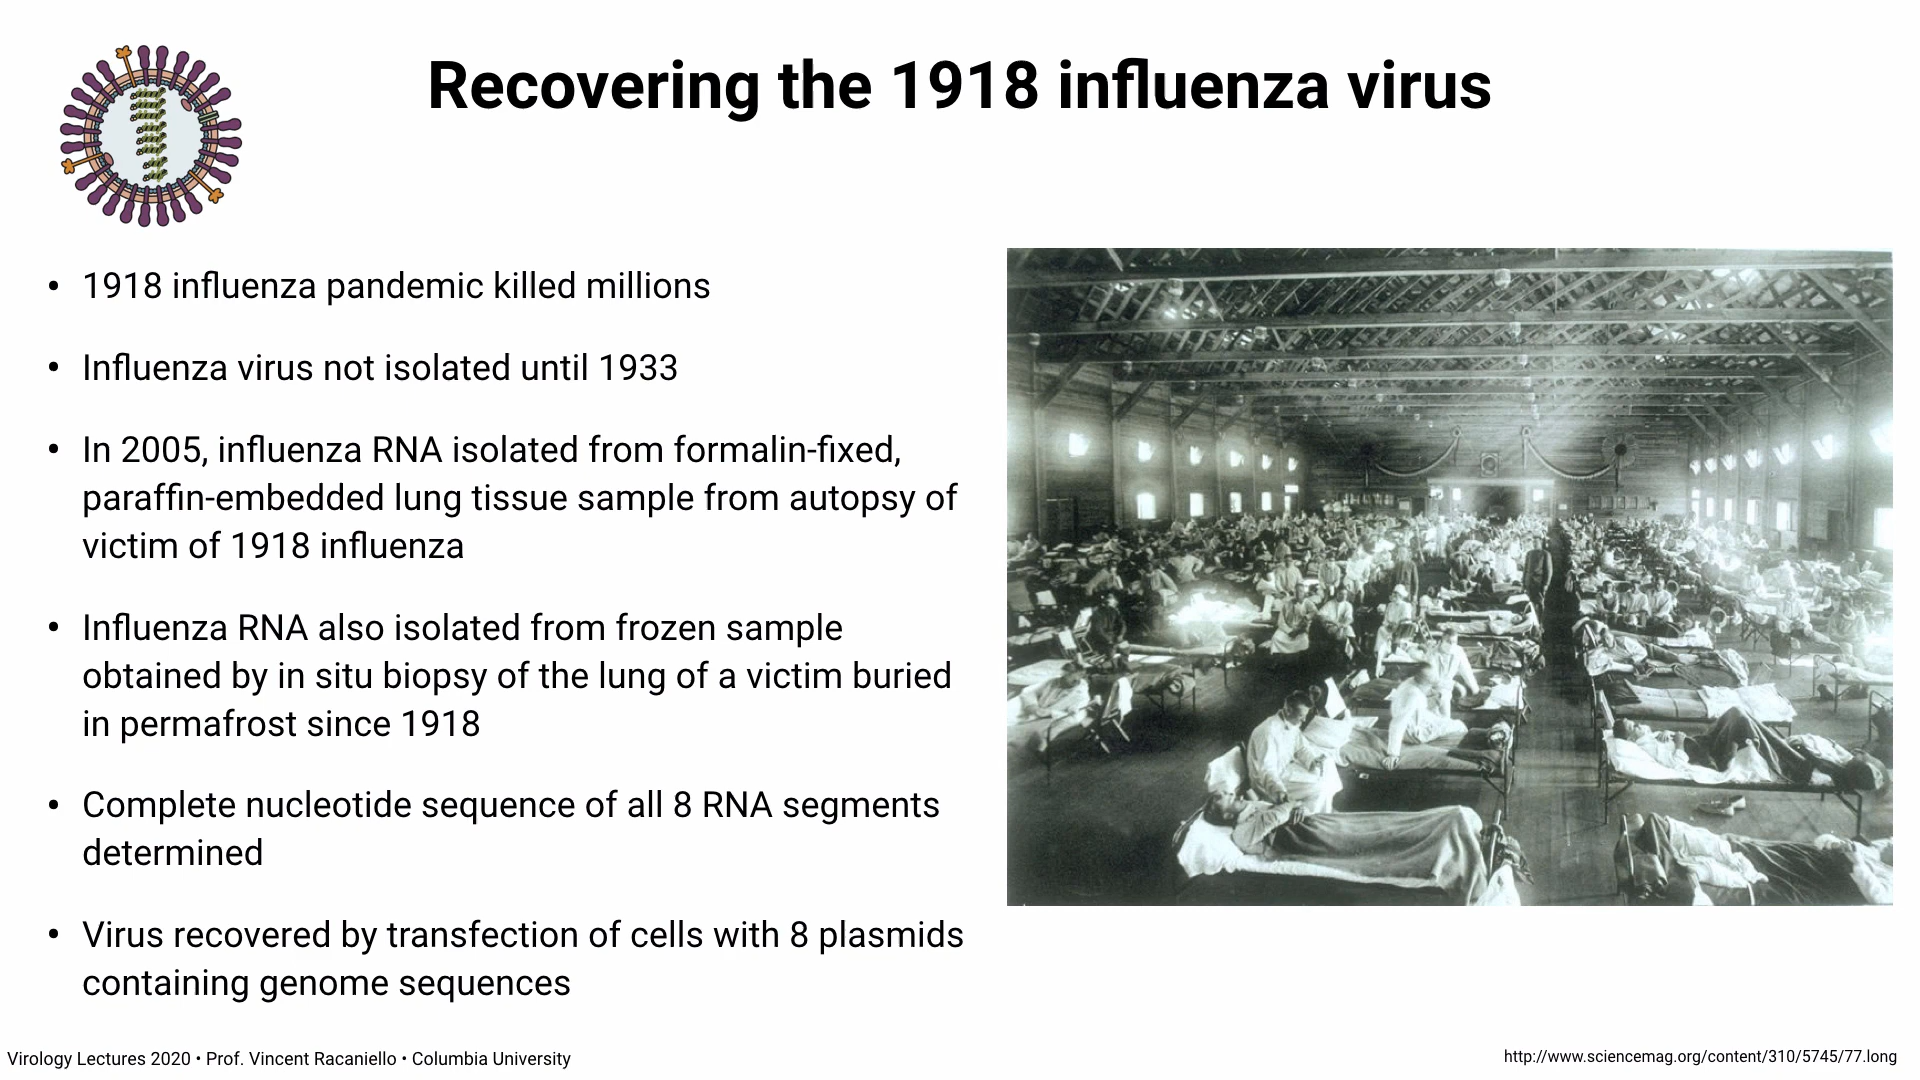 Recovering the 1918 influenza virus
• 1918 influenza pandemic killed millions
• Influenza virus not isolated until 1933
• In 2005, influenza RNA isolated from formalin-fixed,
paraffin-embedded lung tissue sample from autopsy of
victim of 1918 influenza
• Influenza RNA also isolated from frozen sample
obtained by in situ biopsy of the lung of a victim buried
in permafrost since 1918
• Complete nucleotide sequence of all 8 RNA segments
determined
• Virus recovered by transfection of cells with 8 plasmids
containing genome sequences
Virology Lectures 2020 • Prof. Vincent Racaniello • Columbia University
http://www.sciencemag.org/content/310/5745/77.long